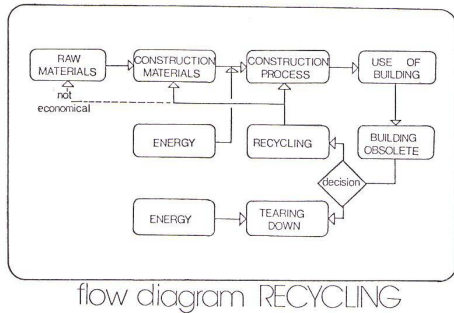 RAW
MATERIALS
CONSTRUCTION
MATERIALS
CONSTRUCTION
PROCESS
USE OF
BUILDING
not
economical
ENERGY
RECYCLING
BUILDING
OBSOLETE
decision
ENERGY
TEARING
DOWN
flow diagram RECYCLING